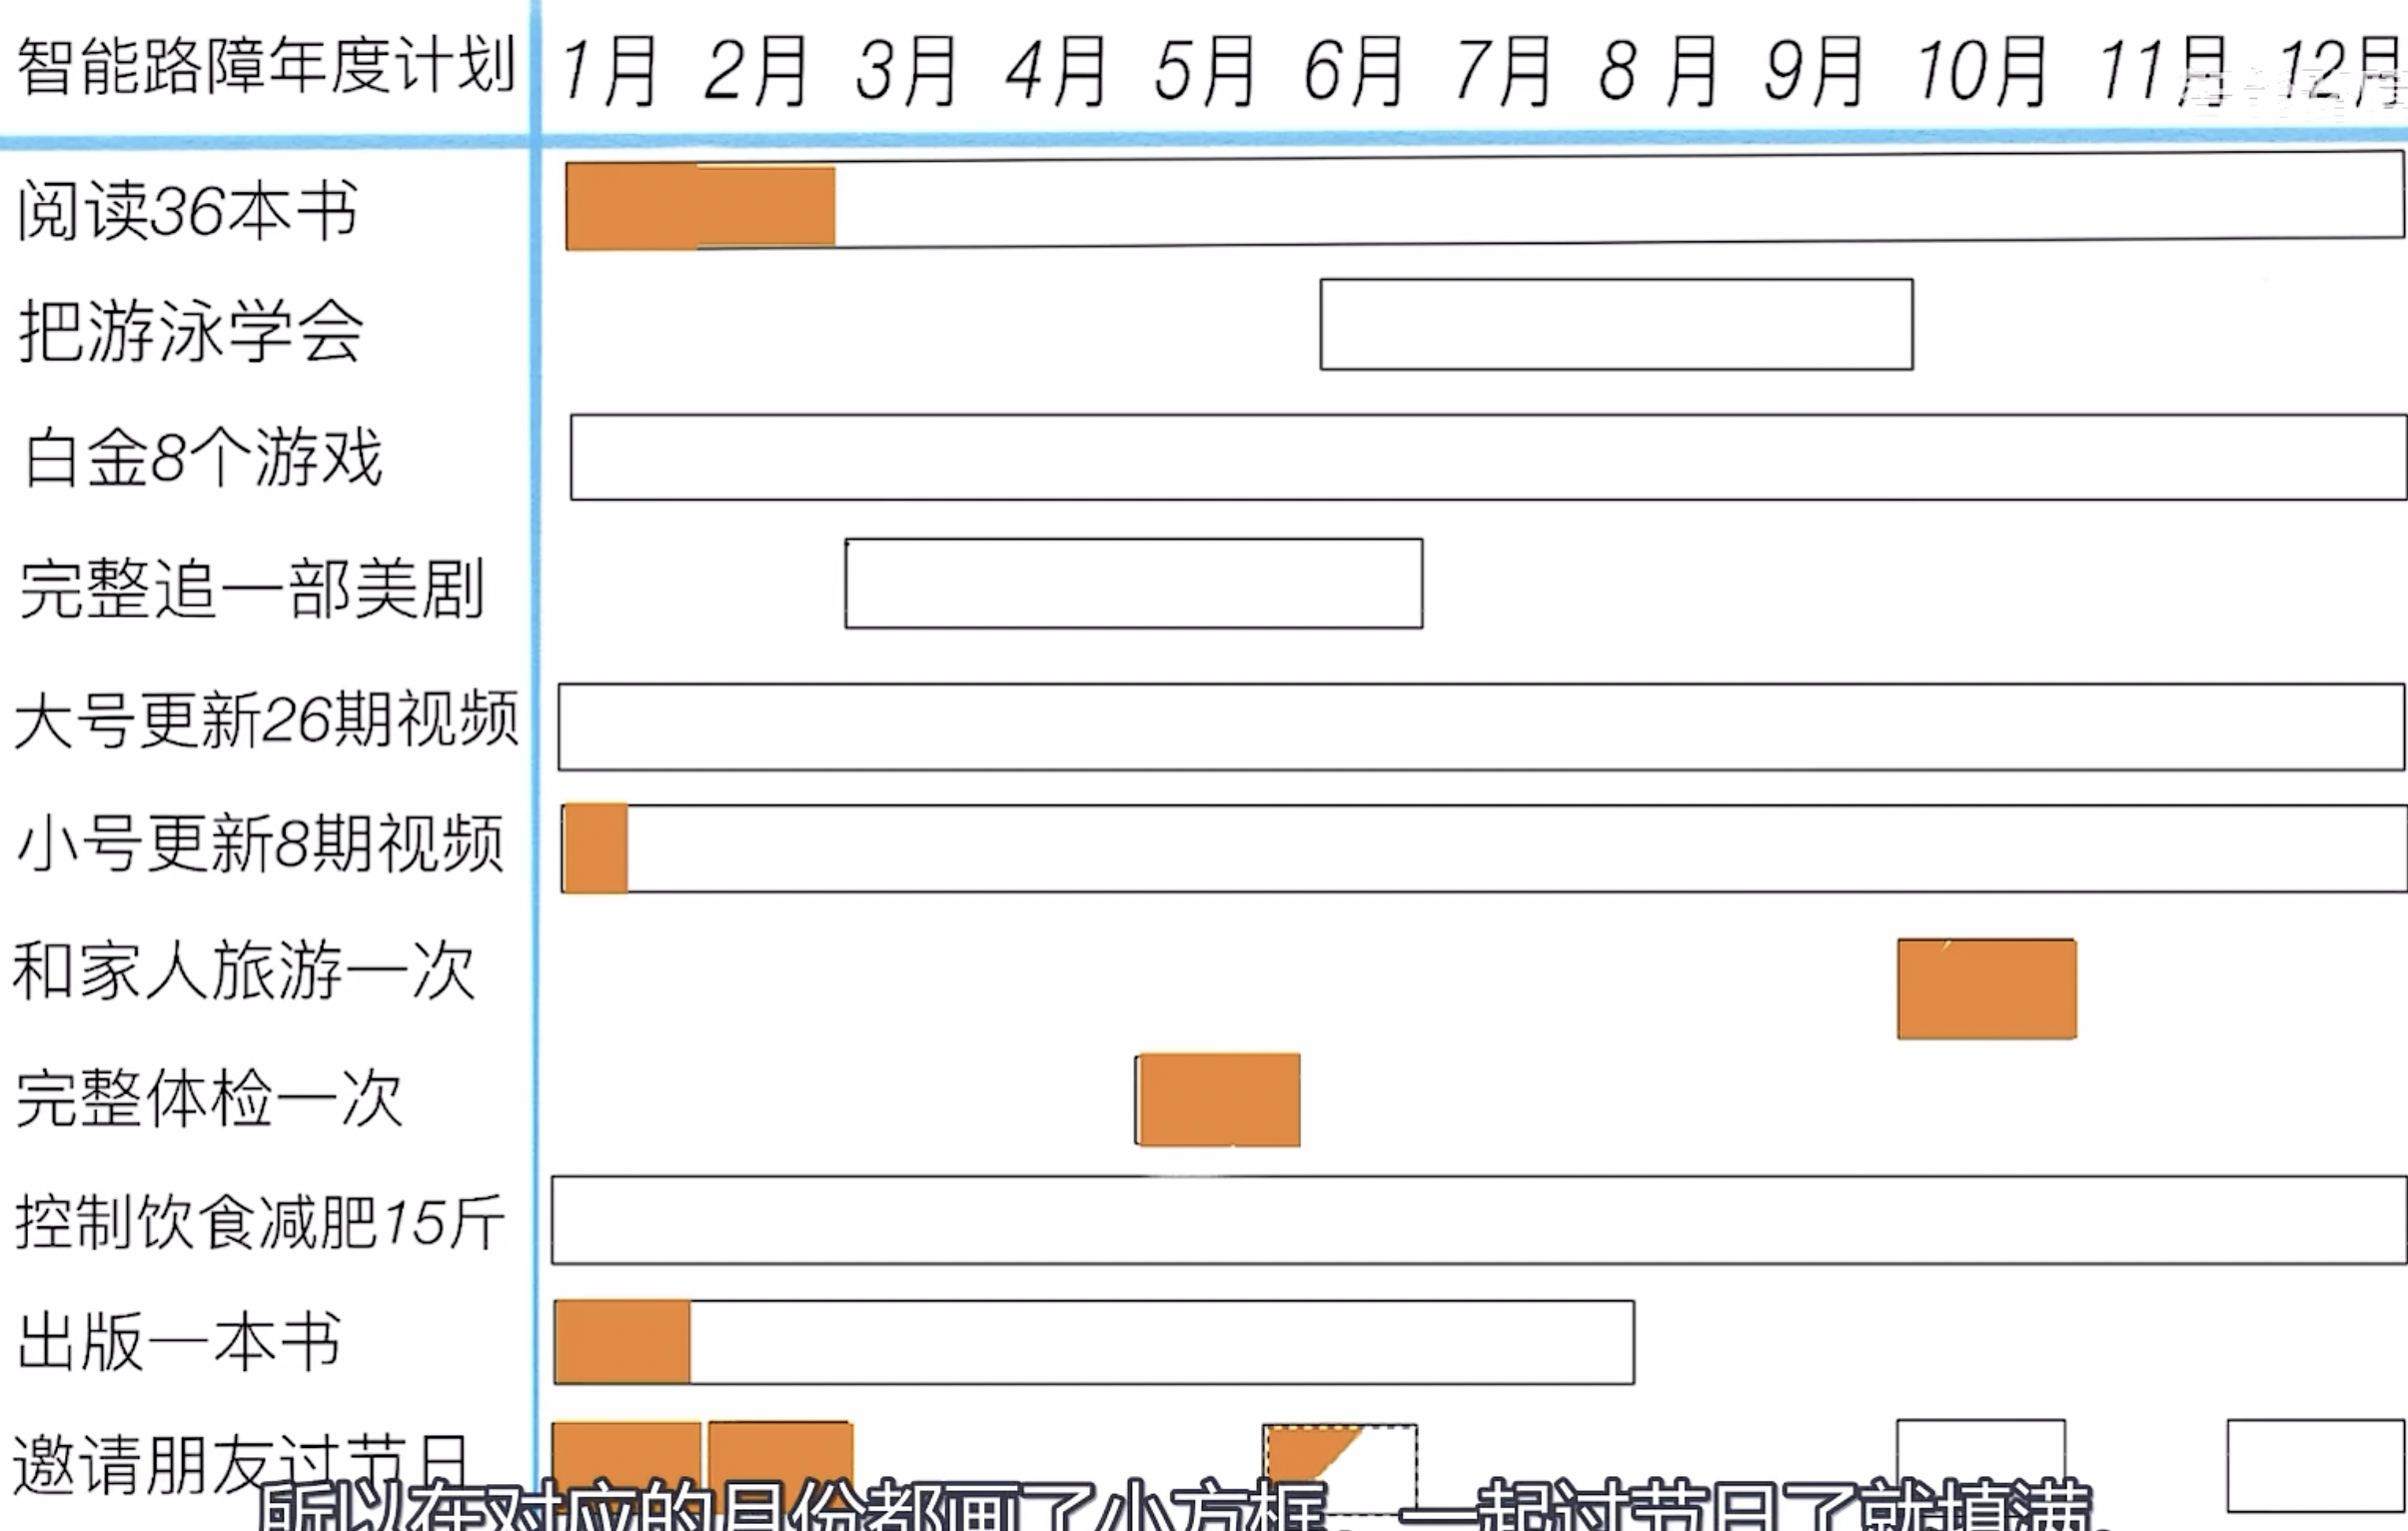 智能路障年度计划 1月 2月 3月 4月 5月 6月 7月 8月 9月 10月 11月 12月
阅读36本书
把游泳学会
白金8个游戏
完整追一部美剧
大号更新26期视频
小号更新8期视频
和家人旅游一次
完整体检一次
控制饮食减肥15斤
出版一本书
邀请朋友过节日
所以在对应的月份都画了小方框，一起过节日了就填满，